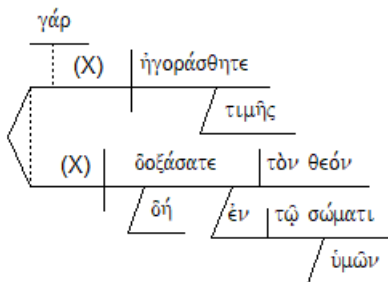 γάρ
(X) ἠγοράσθητε
τιμῆς
(X) δοξάσατε τὸν θεόν
δή ἐν τῷ σώματι
ὑμῶν